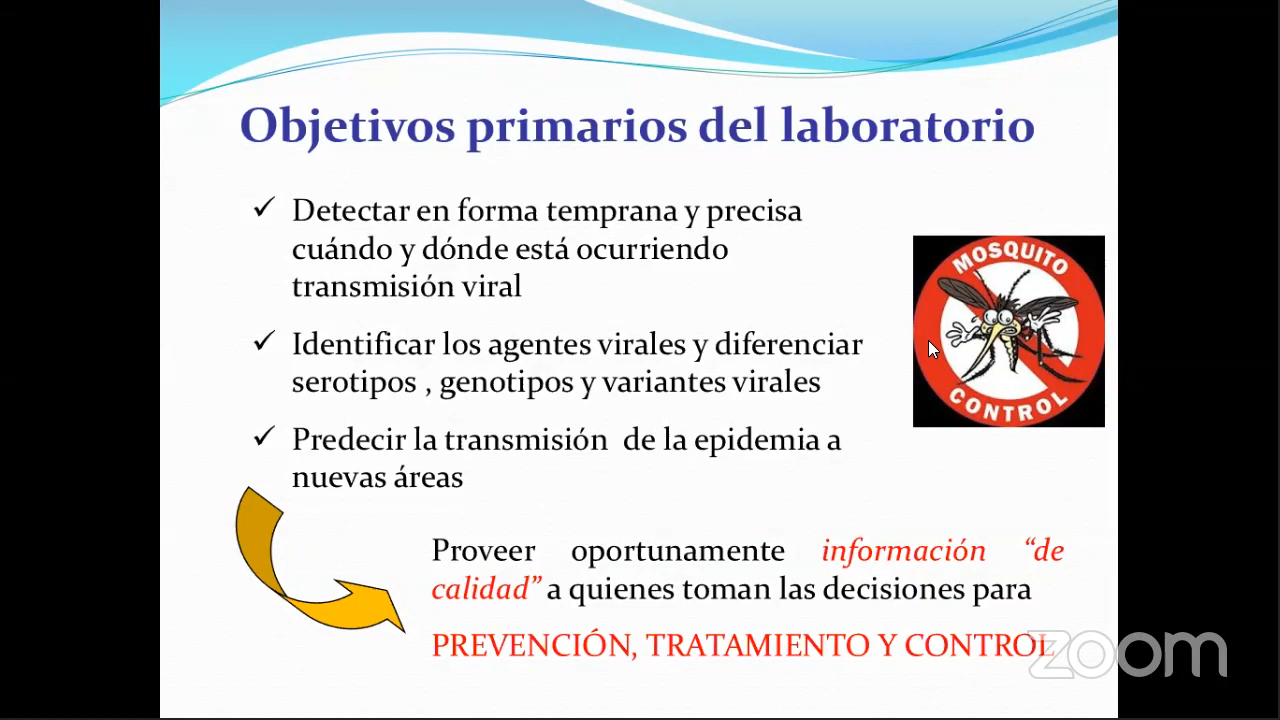 Objetivos primarios del laboratorio
✓ Detectar en forma temprana y precisa
cuándo y dónde está ocurriendo
transmisión viral
✓ Identificar los agentes virales y diferenciar
serotipos , genotipos y variantes virales
✓ Predecir la transmisión de la epidemia a
nuevas áreas
MOSQUITO
CONTROL
Proveer oportunamente información “de
calidad” a quienes toman las decisiones para
PREVENCIÓN, TRATAMIENTO Y CONTROL
zoom